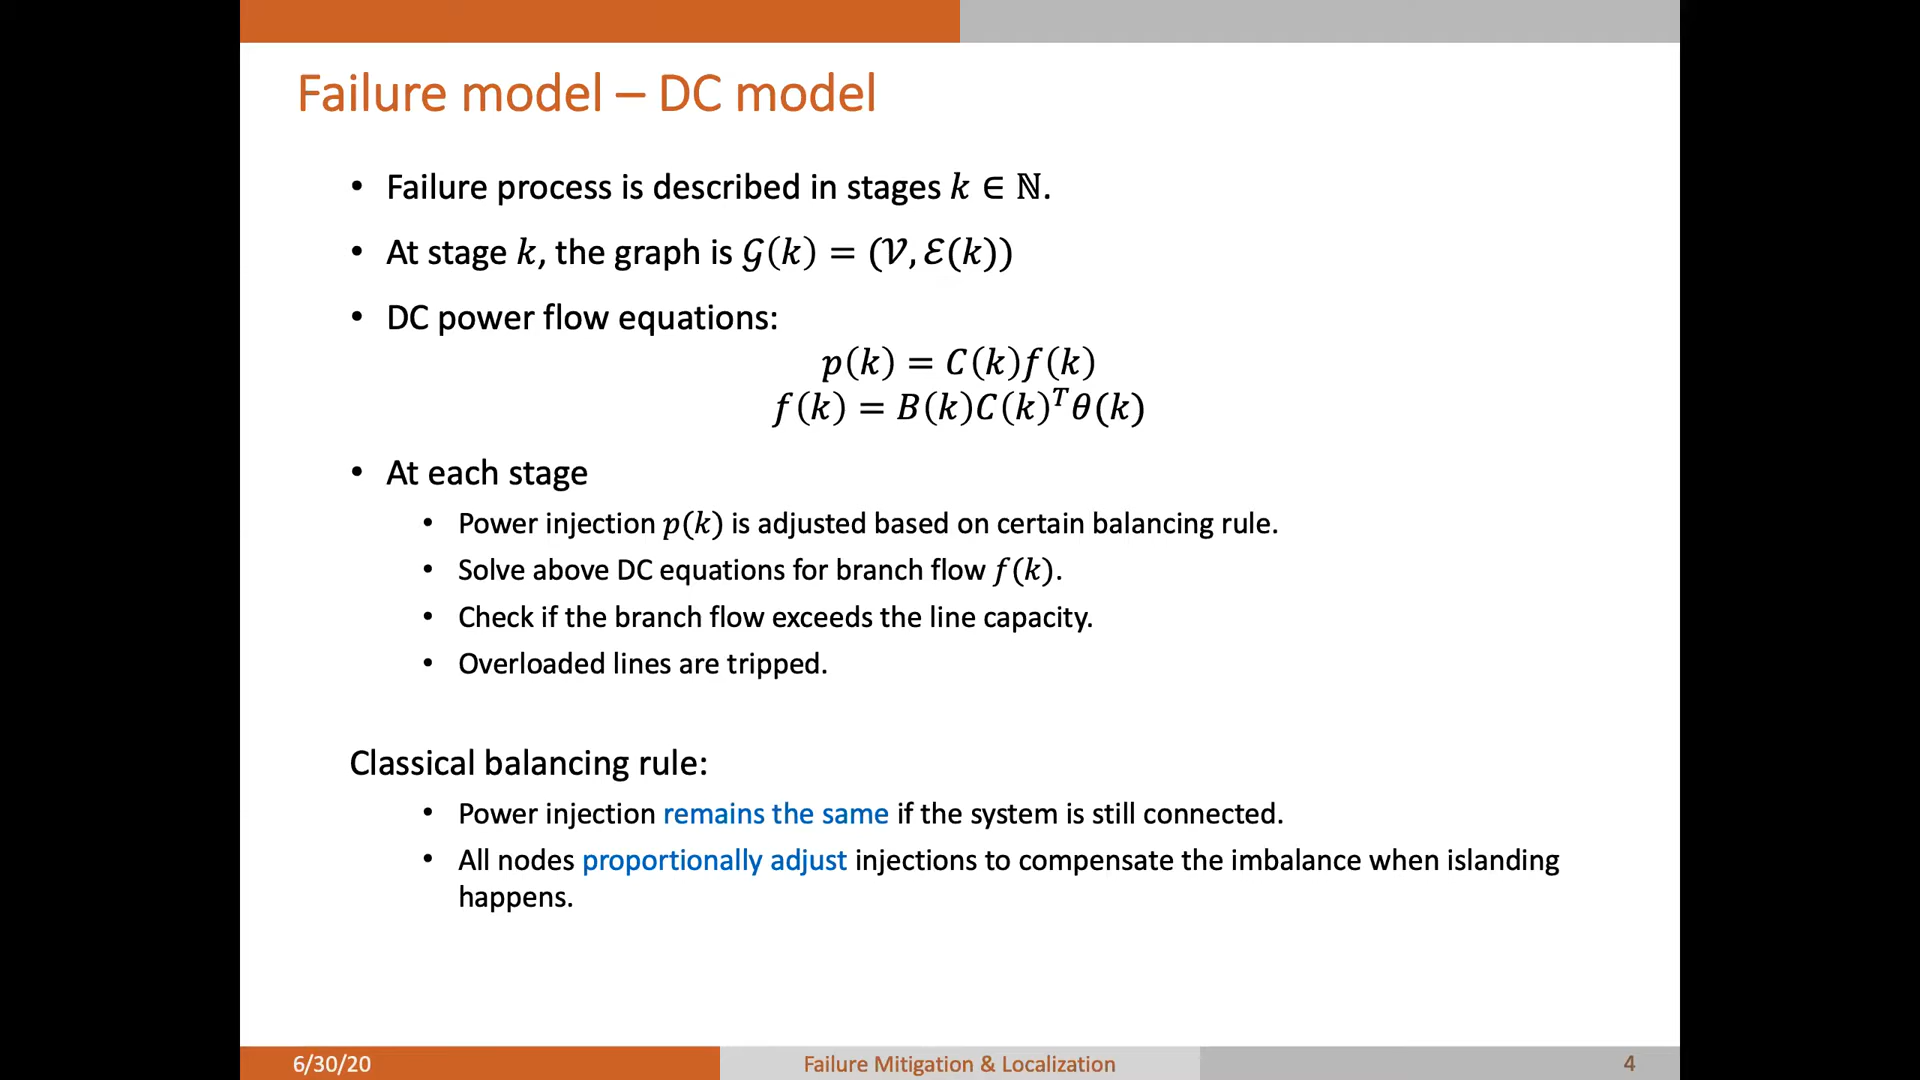 Failure model – DC model
• Failure process is described in stages k ∈ ℕ.
• At stage k, the graph is 𝒢(k) = (𝒱, ℰ(k))
• DC power flow equations:
p(k) = C(k)f(k)
f(k) = B(k)C(k)ᵀθ(k)
• At each stage
• Power injection p(k) is adjusted based on certain balancing rule.
• Solve above DC equations for branch flow f(k).
• Check if the branch flow exceeds the line capacity.
• Overloaded lines are tripped.
Classical balancing rule:
• Power injection remains the same if the system is still connected.
• All nodes proportionally adjust injections to compensate the imbalance when islanding
happens.
6/30/20
Failure Mitigation & Localization
4